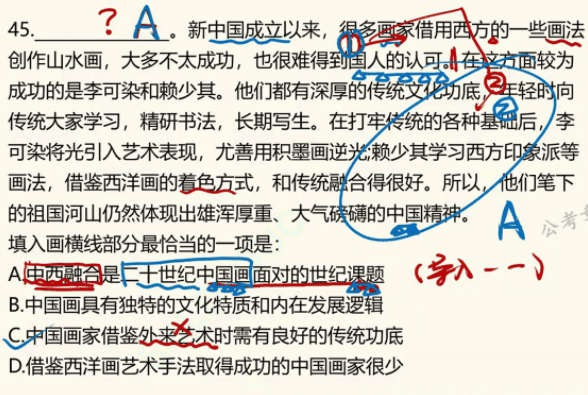 45.____________。新中国成立以来，很多画家借用西方的一些画法
创作山水画，大多不太成功，也很难得到国人的认可。在这方面较为
成功的是李可染和赖少其。他们都有深厚的传统文化功底，年轻时向
传统大家学习，精研书法，长期写生。在打牢传统的各种基础后，李
可染将光引入艺术表现，尤善用积墨画逆光;赖少其学习西方印象派等
画法，借鉴西洋画的着色方式，和传统融合得很好。所以，他们笔下
的祖国河山仍然体现出雄浑厚重、大气磅礴的中国精神。
填入画横线部分最恰当的一项是：
A.中西融合是二十世纪中国画面对的世纪课题
B.中国画具有独特的文化特质和内在发展逻辑
C.中国画家借鉴外来艺术时需有良好的传统功底
D.借鉴西洋画艺术手法取得成功的中国画家很少
? A
①
②
②
A
公考